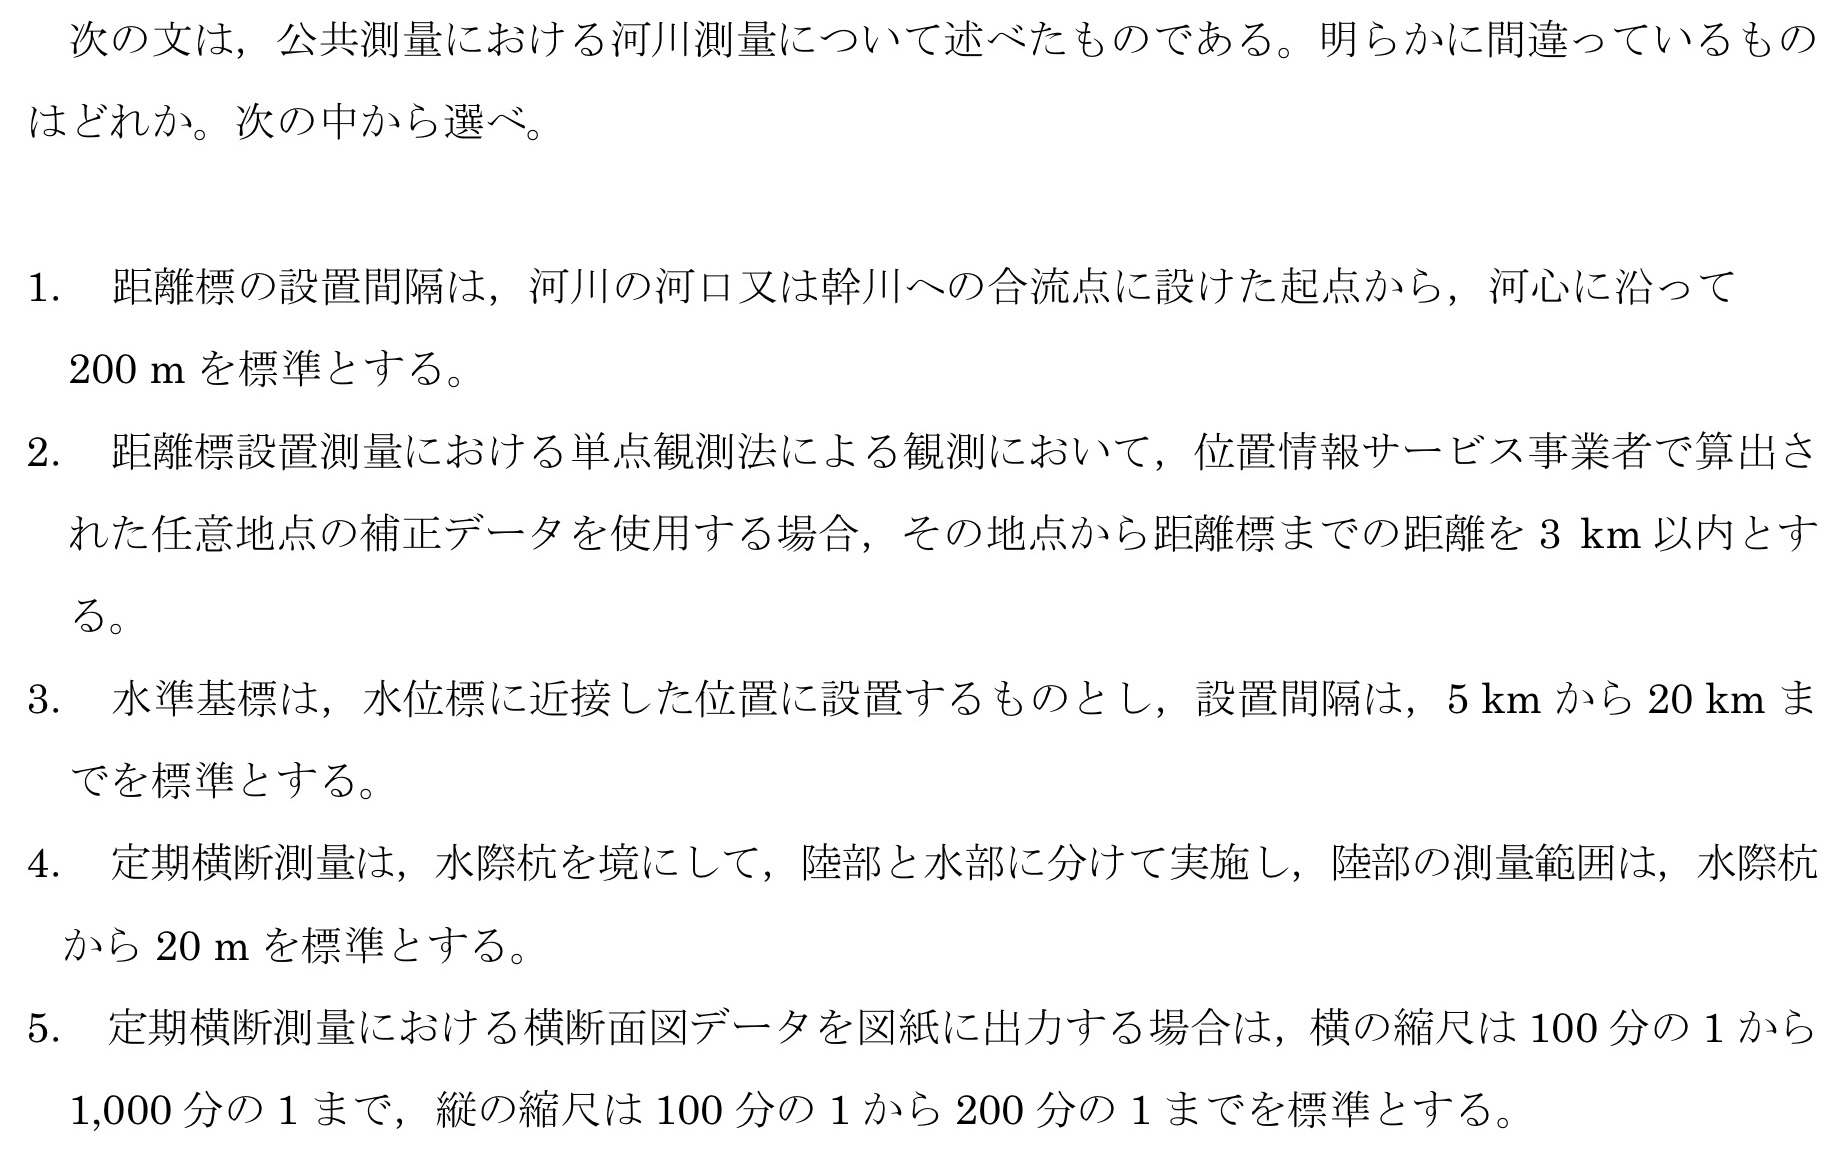 次の文は，公共測量における河川測量について述べたものである。明らかに間違っているもの
はどれか。次の中から選べ。
1.　距離標の設置間隔は，河川の河口又は幹川への合流点に設けた起点から，河心に沿って
200 m を標準とする。
2.　距離標設置測量における単点観測法による観測において，位置情報サービス事業者で算出さ
れた任意地点の補正データを使用する場合，その地点から距離標までの距離を 3 km 以内とす
る。
3.　水準基標は，水位標に近接した位置に設置するものとし，設置間隔は，5 km から 20 km ま
でを標準とする。
4.　定期横断測量は，水際杭を境にして，陸部と水部に分けて実施し，陸部の測量範囲は，水際杭
から 20 m を標準とする。
5.　定期横断測量における横断面図データを図紙に出力する場合は，横の縮尺は 100 分の 1 から
1,000 分の 1 まで，縦の縮尺は 100 分の 1 から 200 分の 1 までを標準とする。